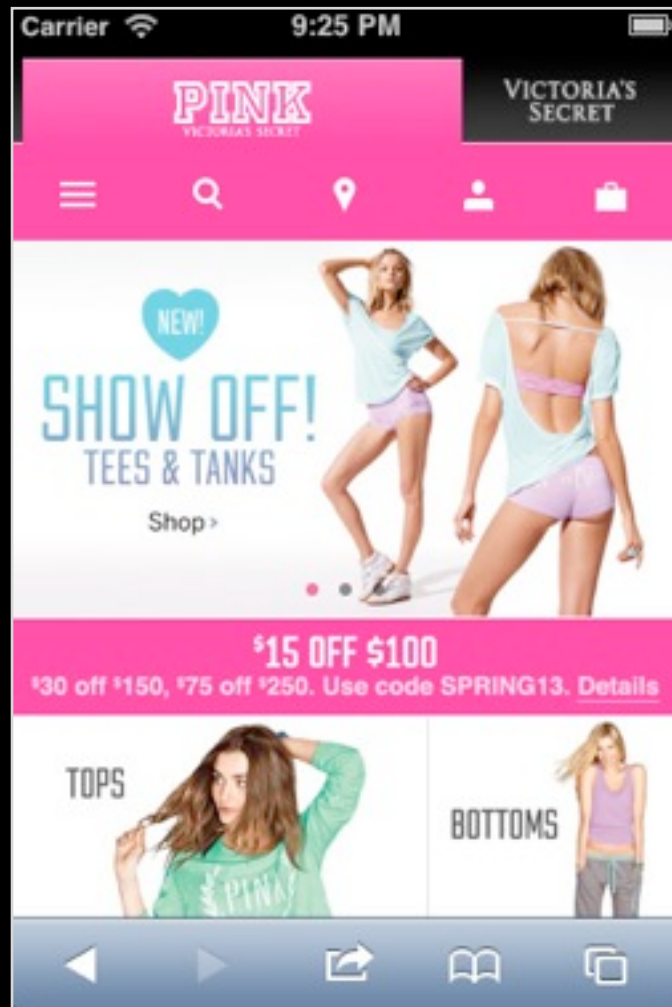 Carrier 9:25 PM
PINK
VICTORIA'S SECRET
VICTORIA'S
SECRET
NEW!
SHOW OFF!
TEES & TANKS
Shop >
$15 OFF $100
$30 off $150, $75 off $250. Use code SPRING13. Details
TOPS
BOTTOMS
PINK